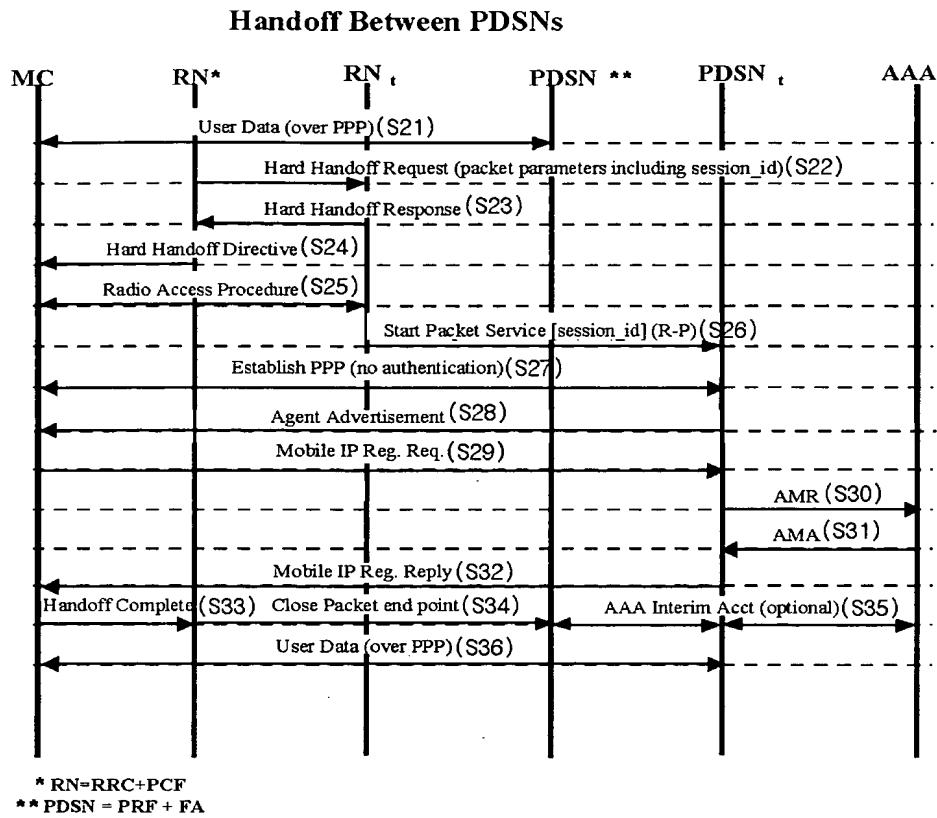 Handoff Between PDSNs
MC RN* RN t PDSN ** PDSN t AAA
User Data (over PPP)(S21)
Hard Handoff Request (packet parameters including session_id)(S22)
Hard Handoff Response(S23)
Hard Handoff Directive(S24)
Radio Access Procedure(S25)
Start Packet Service [session_id] (R-P)(S26)
Establish PPP (no authentication)(S27)
Agent Advertisement(S28)
Mobile IP Reg. Req.(S29)
AMR(S30)
AMA(S31)
Mobile IP Reg. Reply(S32)
Handoff Complete(S33) Close Packet end point(S34) AAA Interim Acct (optional)(S35)
User Data (over PPP)(S36)
* RN=RRC+PCF
** PDSN = PRF + FA